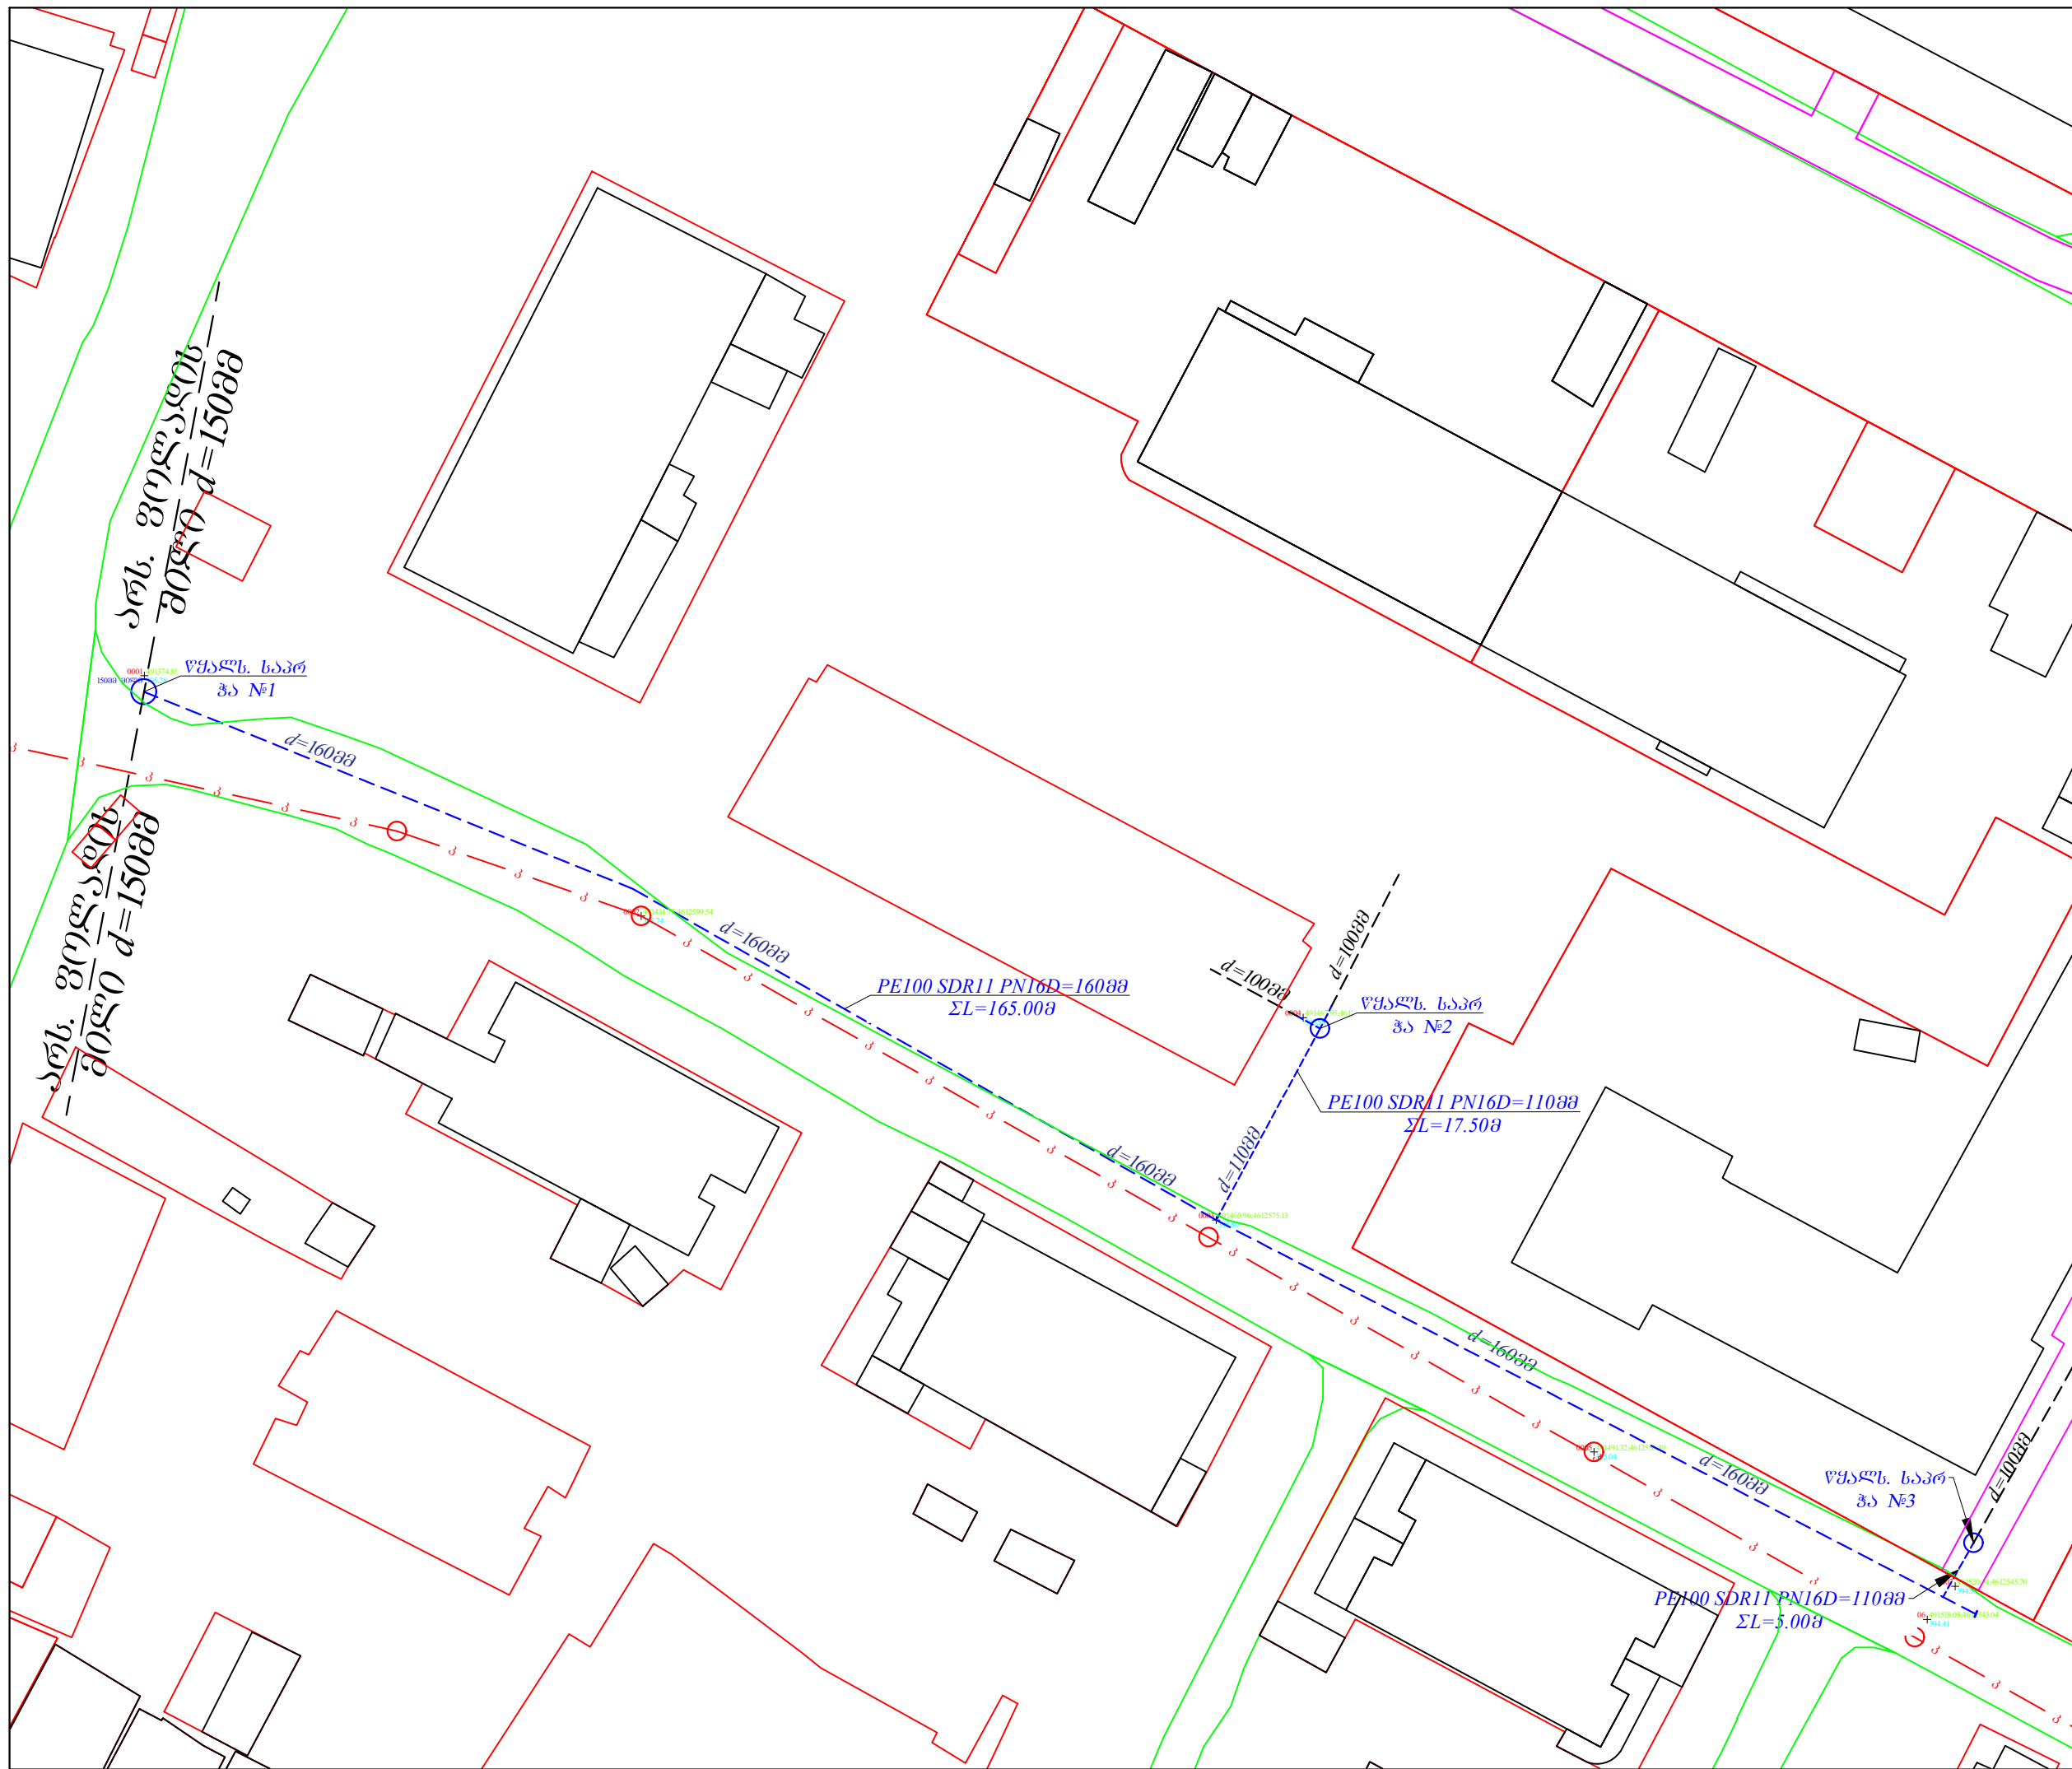 არს. ფოლადის
მილი d=150მმ
წყალს. საპრ
ჭა №1
d=160მმ
არს. ფოლადის
მილი d=150მმ
d=160მმ
PE100 SDR11 PN16D=160მმ
ΣL=165.00მ
d=100მმ
d=100მმ
წყალს. საპრ
ჭა №2
PE100 SDR11 PN16D=110მმ
ΣL=17.50მ
d=110მმ
d=160მმ
d=160მმ
d=160მმ
d=100მმ
წყალს. საპრ
ჭა №3
PE100 SDR11 PN16D=110მმ
ΣL=5.00მ